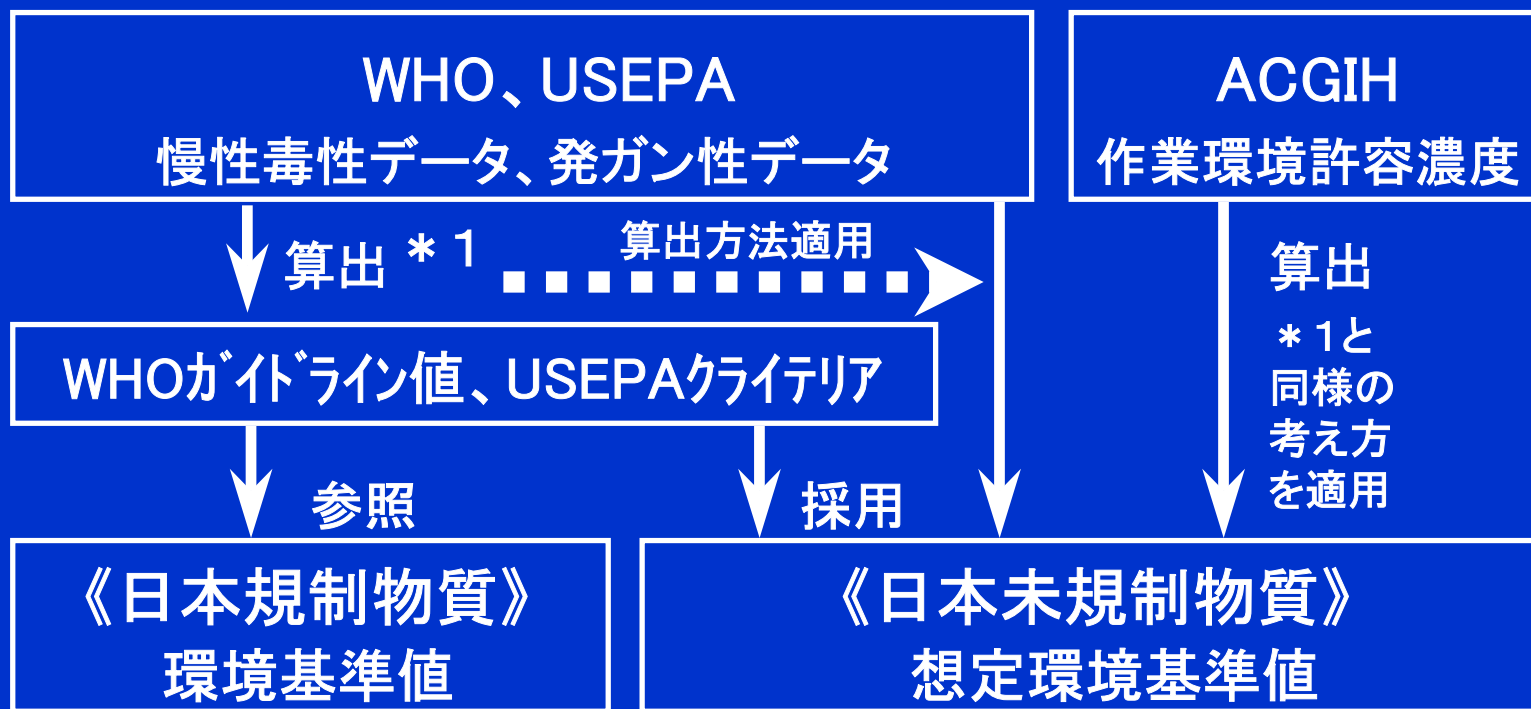 WHO、USEPA
慢性毒性データ、発ガン性データ
ACGIH
作業環境許容濃度
算出＊１
算出方法適用
算出
＊１と
同様の
考え方
を適用
WHOｶﾞｲﾄﾞﾗｲﾝ値、USEPAｸﾗｲﾃﾘｱ
参照
採用
《日本規制物質》
環境基準値
《日本未規制物質》
想定環境基準値